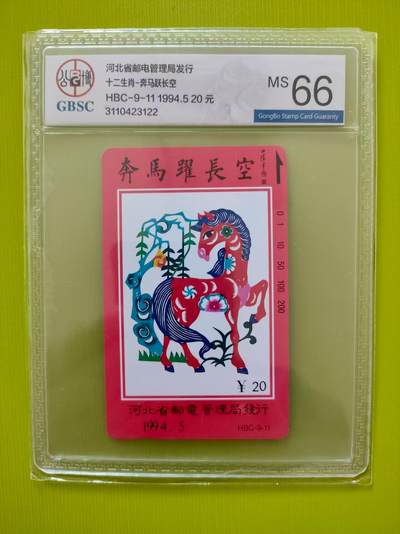 河北省邮电管理局发行
十二生肖-奔马跃长空
HBC-9-11 1994.5 20 元
3110423122
GBSC
MS 66
GongBo Stamp Card Guaranty
奔馬躍長空
0 1 10 50 100 200
¥ 20
河北省郵電管理局發行
1994.5
HBC-9-11